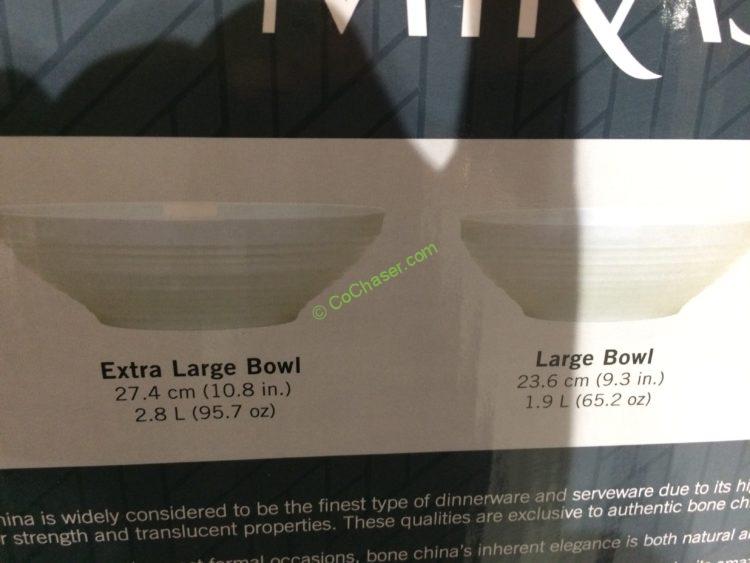 Extra Large Bowl
27.4 cm (10.8 in.)
2.8 L (95.7 oz)
Large Bowl
23.6 cm (9.3 in.)
1.9 L (65.2 oz)
© CoChaser.com
is widely considered to be the finest type of dinnerware and serveware due to its
strength and translucent properties. These qualities are exclusive to authentic bone
occasions, bone china's inherent elegance is both natural